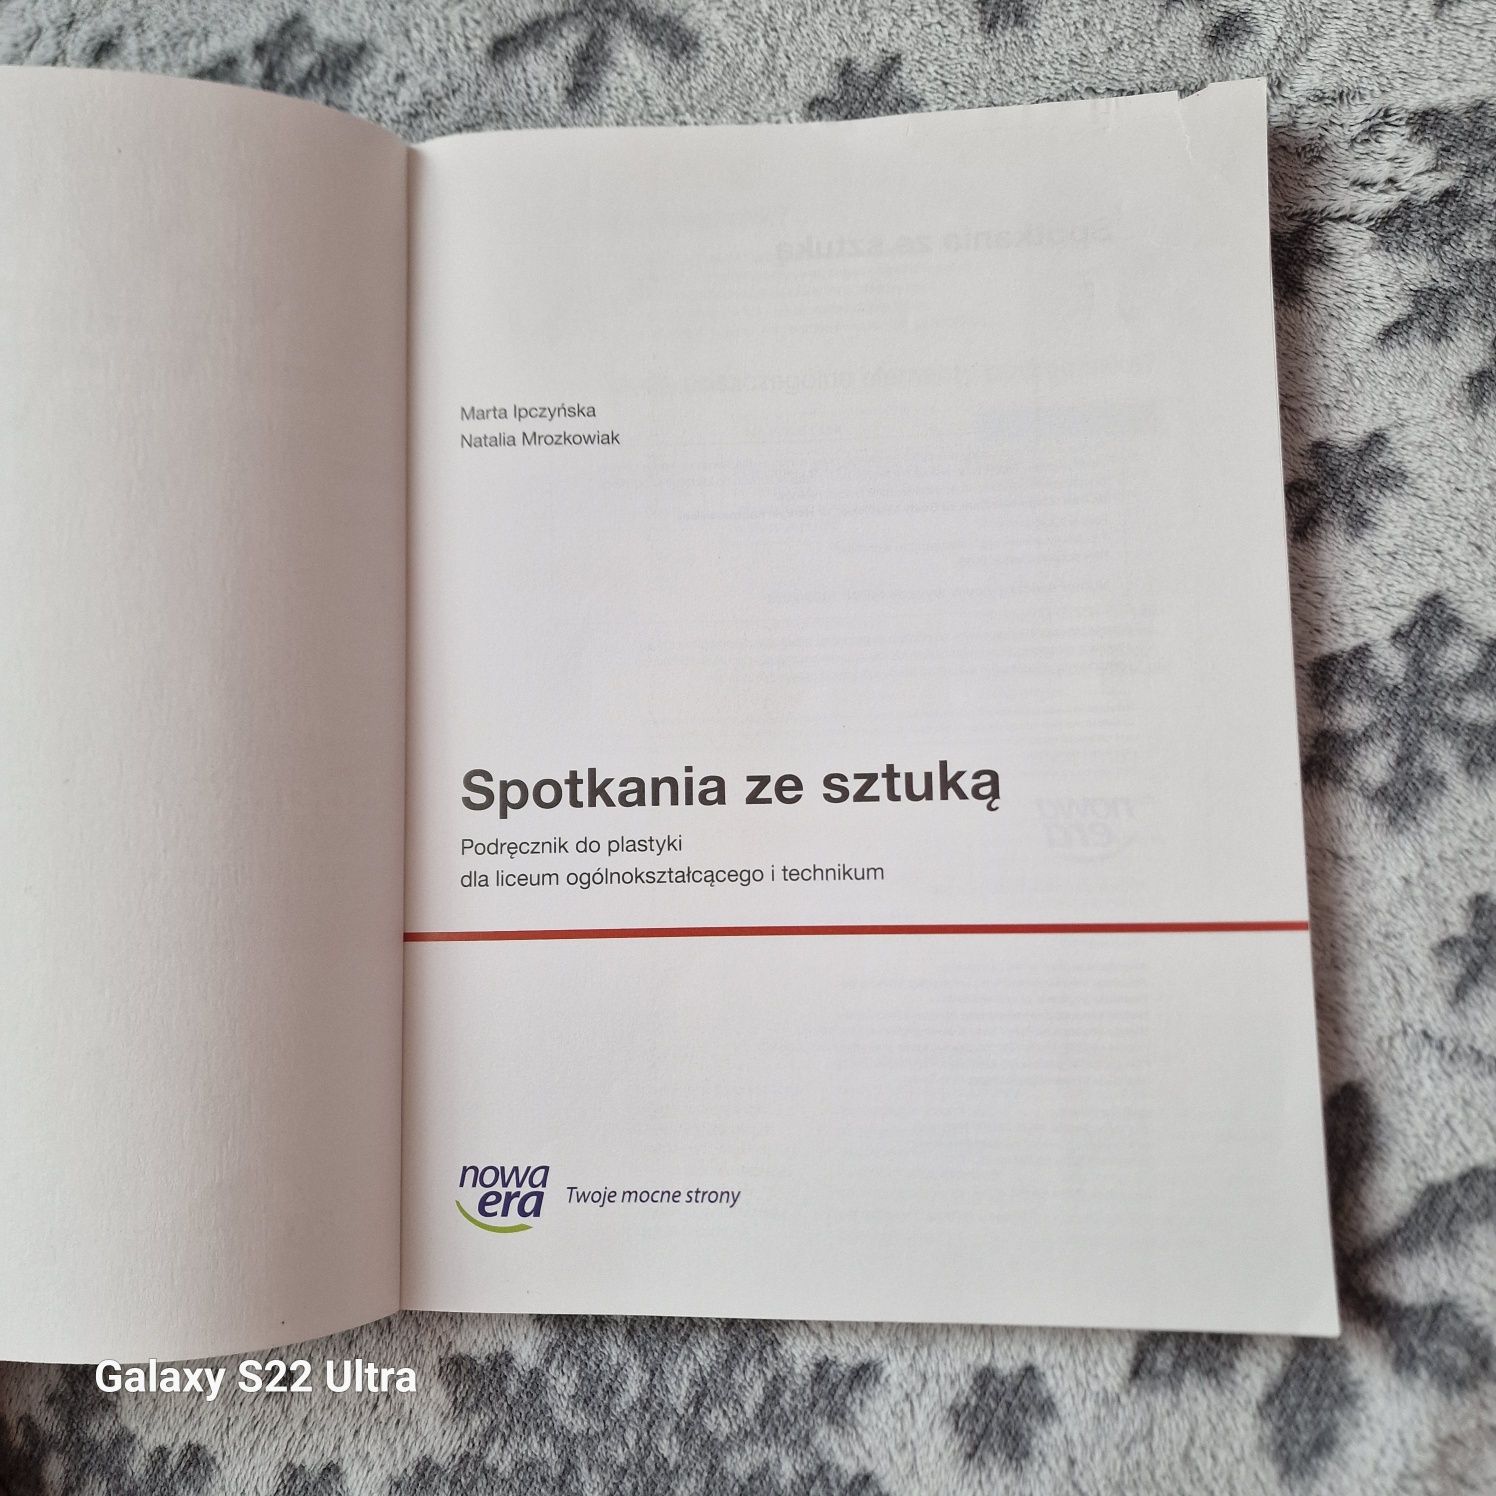 Marta Ipczyńska
Natalia Mrozkowiak
Spotkania ze sztuką
Podręcznik do plastyki
dla liceum ogólnokształcącego i technikum
nowa
era
Twoje mocne strony
Galaxy S22 Ultra